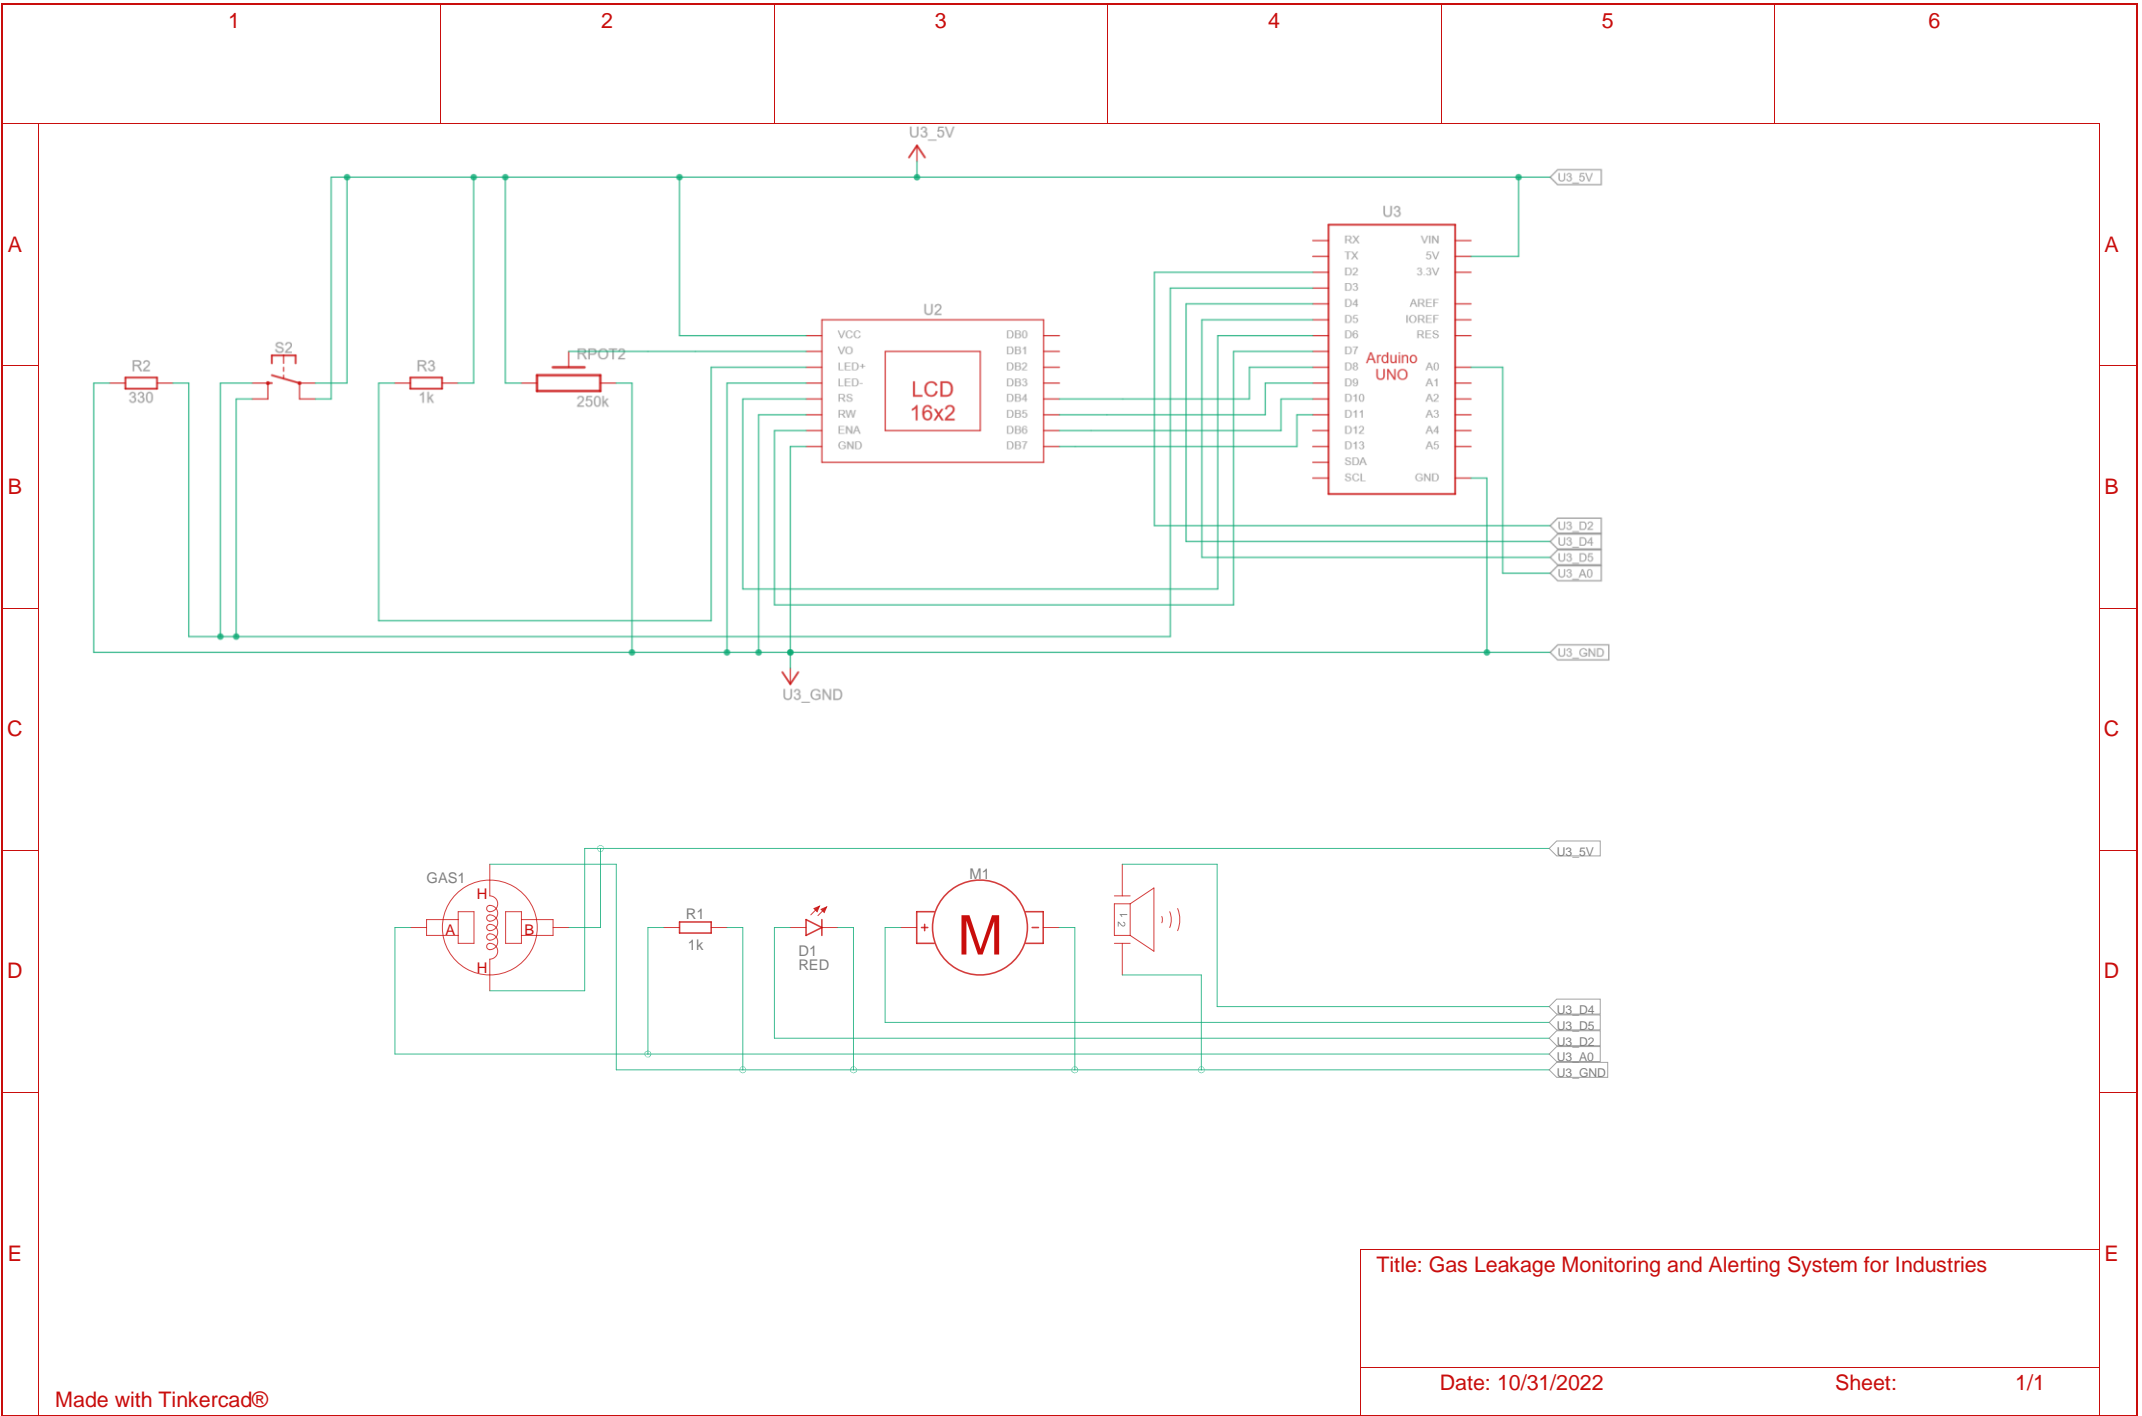 1 2 3 4 5 6
U3_5V
U3_5V
U3
A
RX VIN
TX 5V
D2 3.3V
D3
D4 AREF
D5 IOREF
D6 RES
D7
D8 A0
D9 A1
D10 A2
D11 A3
D12 A4
D13 A5
SDA
SCL GND
Arduino
UNO
A
U2
VCC DB0
VO DB1
LED+ DB2
LED- DB3
RS DB4
RW DB5
ENA DB6
GND DB7
LCD
16x2
R2
330
S2
R3
1k
RPOT2
250k
B
B
U3_D2
U3_D4
U3_D5
U3_A0
U3_GND
U3_GND
C
C
U3_5V
GAS1
H
A
B
H
R1
1k
D1
RED
M1
+
M
−
L2
D
D
U3_D4
U3_D5
U3_D2
U3_A0
U3_GND
E
E
Title: Gas Leakage Monitoring and Alerting System for Industries
Date: 10/31/2022 Sheet: 1/1
Made with Tinkercad®